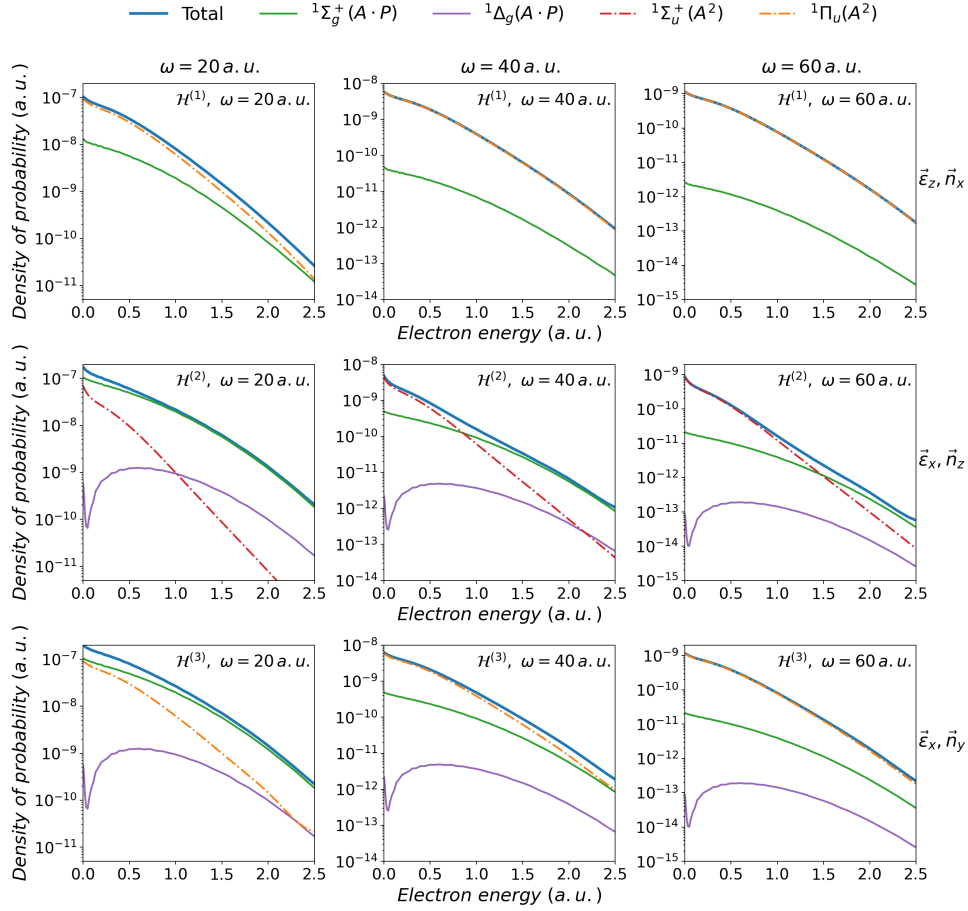 Total ¹Σg⁺(A · P) ¹Δg(A · P) ¹Σu⁺(A²) ¹Πu(A²)
ω = 20 a. u. ω = 40 a. u. ω = 60 a. u.
Density of probability (a. u.)
10⁻⁷
10⁻⁸
10⁻⁹
10⁻¹⁰
10⁻¹¹
0.0 0.5 1.0 1.5 2.0 2.5
ℋ⁽¹⁾, ω = 20 a. u.
10⁻⁸
10⁻⁹
10⁻¹⁰
10⁻¹¹
10⁻¹²
10⁻¹³
10⁻¹⁴
0.0 0.5 1.0 1.5 2.0 2.5
ℋ⁽¹⁾, ω = 40 a. u.
10⁻⁹
10⁻¹⁰
10⁻¹¹
10⁻¹²
10⁻¹³
10⁻¹⁴
10⁻¹⁵
0.0 0.5 1.0 1.5 2.0 2.5
ℋ⁽¹⁾, ω = 60 a. u.
ε⃗z, n⃗x
Electron energy (a. u.)
Density of probability (a. u.)
10⁻⁷
10⁻⁸
10⁻⁹
10⁻¹⁰
10⁻¹¹
0.0 0.5 1.0 1.5 2.0 2.5
ℋ⁽²⁾, ω = 20 a. u.
10⁻⁸
10⁻⁹
10⁻¹⁰
10⁻¹¹
10⁻¹²
10⁻¹³
10⁻¹⁴
0.0 0.5 1.0 1.5 2.0 2.5
ℋ⁽²⁾, ω = 40 a. u.
10⁻⁹
10⁻¹⁰
10⁻¹¹
10⁻¹²
10⁻¹³
10⁻¹⁴
10⁻¹⁵
0.0 0.5 1.0 1.5 2.0 2.5
ℋ⁽²⁾, ω = 60 a. u.
ε⃗x, n⃗z
Electron energy (a. u.)
Density of probability (a. u.)
10⁻⁷
10⁻⁸
10⁻⁹
10⁻¹⁰
10⁻¹¹
0.0 0.5 1.0 1.5 2.0 2.5
ℋ⁽³⁾, ω = 20 a. u.
10⁻⁸
10⁻⁹
10⁻¹⁰
10⁻¹¹
10⁻¹²
10⁻¹³
10⁻¹⁴
0.0 0.5 1.0 1.5 2.0 2.5
ℋ⁽³⁾, ω = 40 a. u.
10⁻⁹
10⁻¹⁰
10⁻¹¹
10⁻¹²
10⁻¹³
10⁻¹⁴
10⁻¹⁵
0.0 0.5 1.0 1.5 2.0 2.5
ℋ⁽³⁾, ω = 60 a. u.
ε⃗x, n⃗y
Electron energy (a. u.)